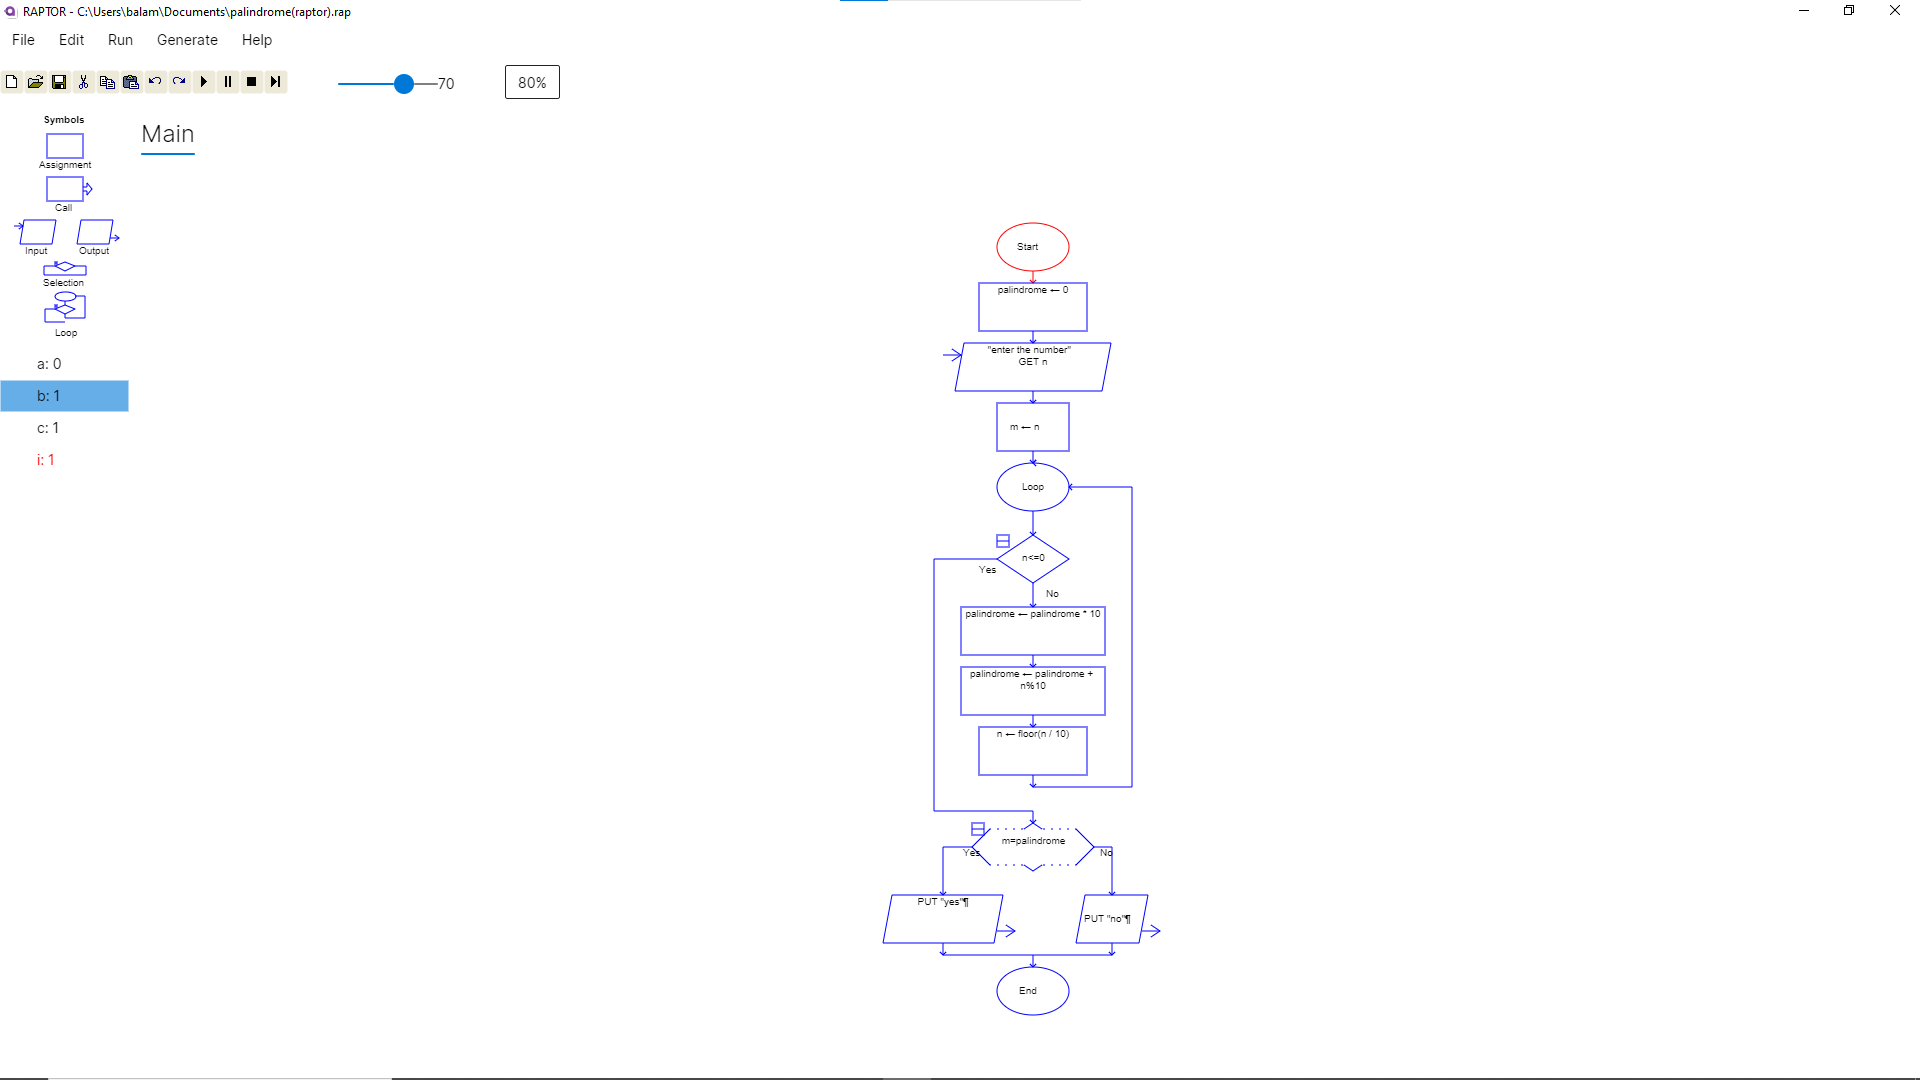 RAPTOR - C:\Users\balam\Documents\palindrome(raptor).rap
File Edit Run Generate Help
70
80%
Symbols
Assignment
Call
Input Output
Selection
Loop
a: 0
b: 1
c: 1
i: 1
Main
Start
palindrome ← 0
"enter the number"
GET n
m ← n
Loop
n<=0
Yes
No
palindrome ← palindrome * 10
palindrome ← palindrome +
n%10
n ← floor(n / 10)
m=palindrome
Yes No
PUT "yes"¶
PUT "no"¶
End